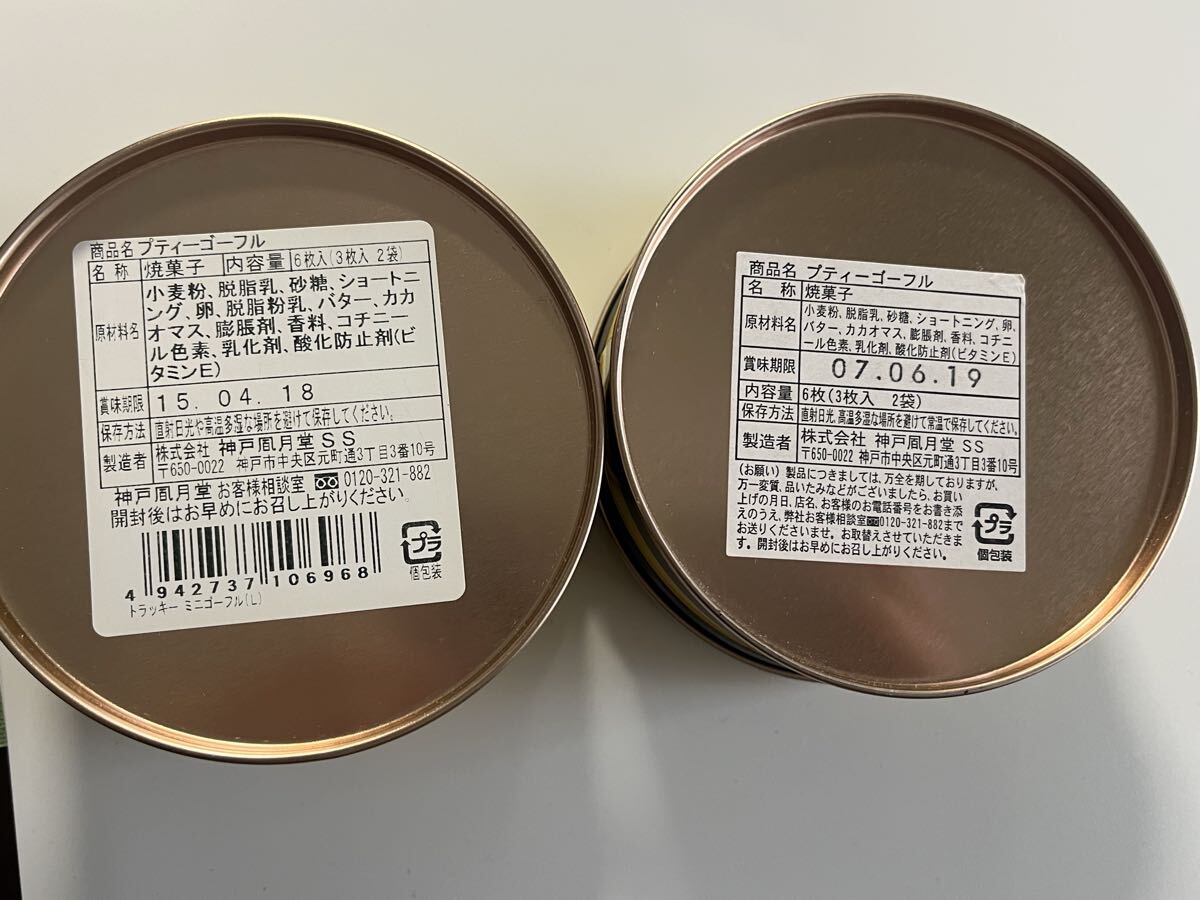 商品名 プティーゴーフル
名 称 焼菓子 内容量 6枚入(3枚入 2袋)
原材料名 小麦粉、脱脂乳、砂糖、ショートニ
ング、卵、脱脂粉乳、バター、カカ
オマス、膨脹剤、香料、コチニー
ル色素、乳化剤、酸化防止剤(ビ
タミンE)
賞味期限 15. 04. 18
保存方法 直射日光や高温多湿な場所を避けて保存してください。
製造者 株式会社 神戸凮月堂 SS
〒650-0022 神戸市中央区元町通3丁目3番10号
神戸凮月堂 お客様相談室 0120-321-882
開封後はお早めにお召し上がりください。
プラ
個包装
4 942737 106968
トラッキー ミニゴーフル(L)
商品名 プティーゴーフル
名 称 焼菓子
原材料名 小麦粉、脱脂乳、砂糖、ショートニング、卵、
バター、カカオマス、膨脹剤、香料、コチニ
ール色素、乳化剤、酸化防止剤(ビタミンE)
賞味期限 07.06.19
内容量 6枚(3枚入 2袋)
保存方法 直射日光、高温多湿な場所を避けて常温で保存してください。
製造者 株式会社 神戸凮月堂 SS
〒650-0022 神戸市中央区元町通3丁目3番10号
(お願い) 製品につきましては、万全を期しておりますが、
万一変質、品いたみなどがございましたら、お買い
上げの月日、店名、お客様のお電話番号をお書き添
えのうえ、弊社お客様相談室0120-321-882まで
お送りくださいませ。お取替えさせていただきま
す。開封後はお早めにお召し上がりください。
プラ
個包装